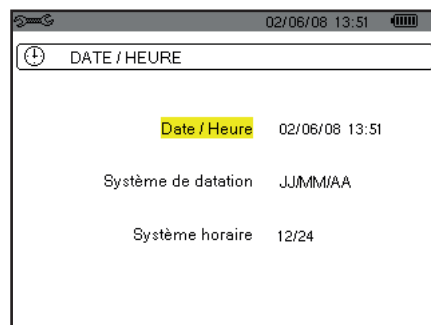 02/06/08 13:51
DATE / HEURE
Date / Heure 02/06/08 13:51
Système de datation JJ/MM/AA
Système horaire 12/24